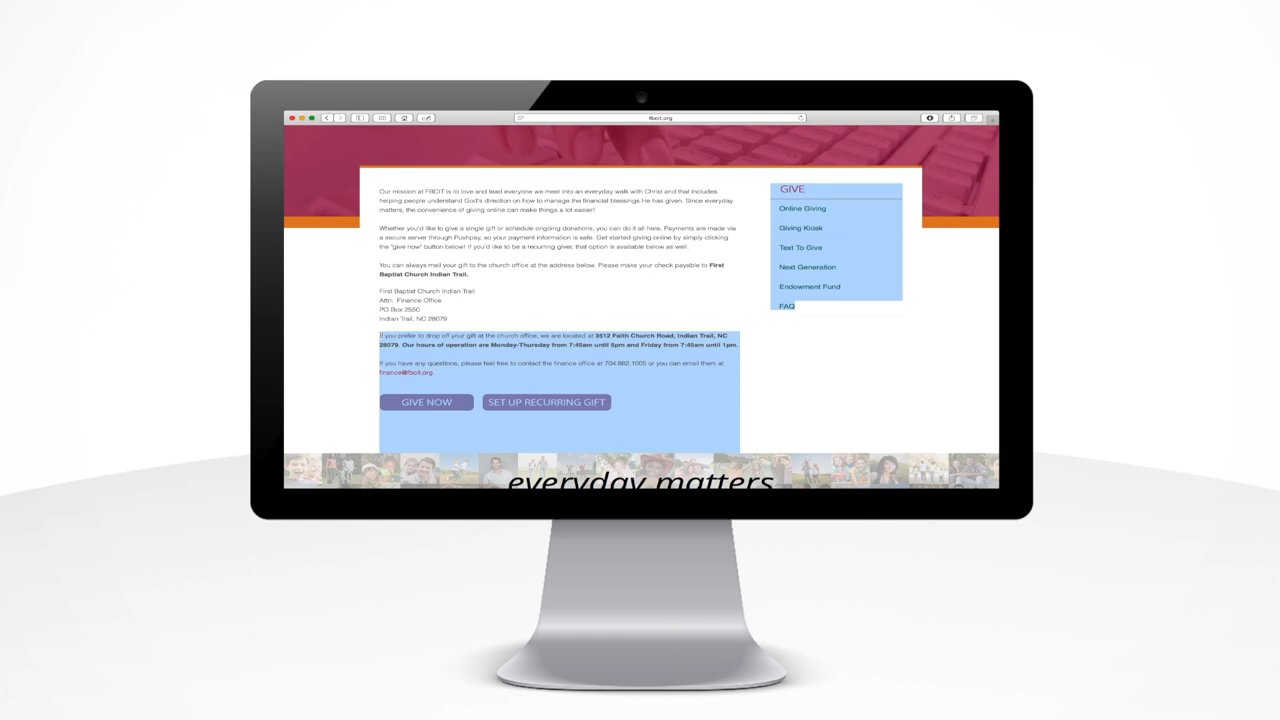 fbcit.org
Our mission at FBCIT is to love and lead everyone we meet into an everyday walk with Christ and that includes
helping people understand God's direction on how to manage the financial blessings He has given. Since everyday
matters, the convenience of giving online can make things a lot easier!
Whether you'd like to give a single gift or schedule ongoing donations, you can do it all here. Payments are made via
a secure server through Pushpay, so your payment information is safe. Get started giving online by simply clicking
the "give now" button below! If you'd like to be a recurring giver, that option is available below as well.
You can always mail your gift to the church office at the address below. Please make your check payable to First
Baptist Church Indian Trail.
First Baptist Church Indian Trail
Attn: Finance Office
PO Box 2550
Indian Trail, NC 28079
If you prefer to drop off your gift at the church office, we are located at 3512 Faith Church Road, Indian Trail, NC
28079. Our hours of operation are Monday-Thursday from 7:45am until 5pm and Friday from 7:45am until 1pm.
If you have any questions, please feel free to contact the finance office at 704.882.1005 or you can email them at
finance@fbcit.org.
GIVE NOW
SET UP RECURRING GIFT
GIVE
Online Giving
Giving Kiosk
Text To Give
Next Generation
Endowment Fund
FAQ
everyday matters